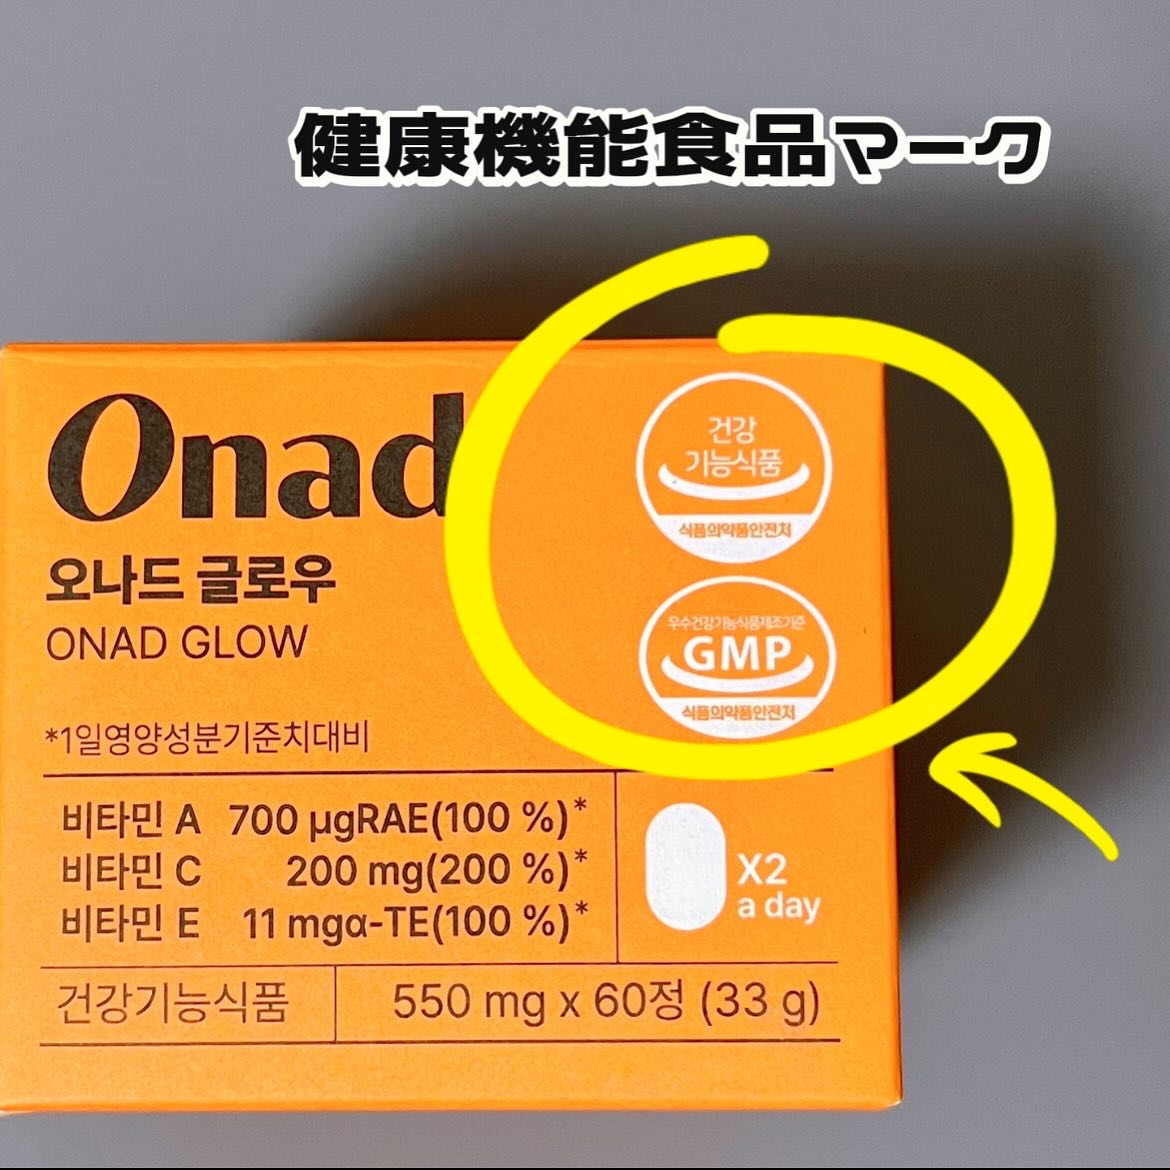 健康機能食品マーク
Onad
오나드 글로우
ONAD GLOW
건강
기능식품
식품의약품안전처
우수건강기능식품제조기준
GMP
식품의약품안전처
*1일영양성분기준치대비
비타민 A 700 µgRAE(100 %)*
비타민 C 200 mg(200 %)*
비타민 E 11 mgα-TE(100 %)*
X2
a day
건강기능식품
550 mg x 60정 (33 g)